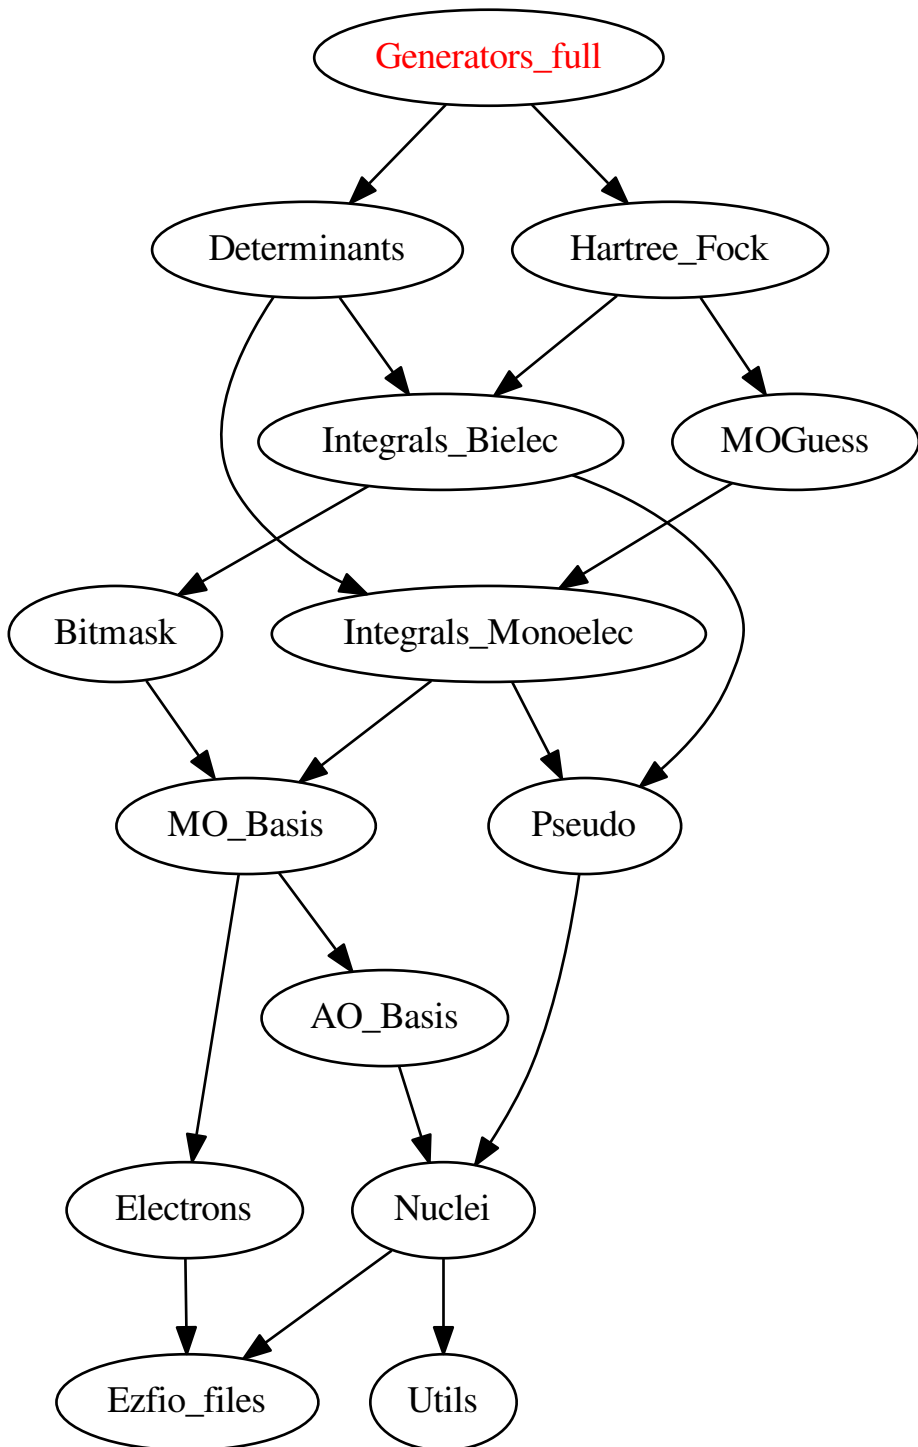 Generators_full
Determinants
Hartree_Fock
Integrals_Bielec
MOGuess
Bitmask
Integrals_Monoelec
MO_Basis
Pseudo
AO_Basis
Electrons
Nuclei
Ezfio_files
Utils